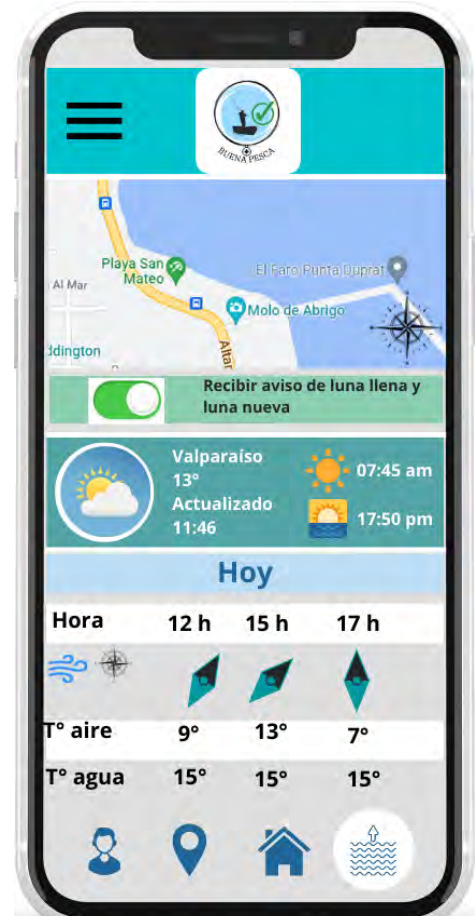 BUENA PESCA
Playa San
Mateo
El Faro Punta Duprat
Al Mar
Molo de Abrigo
ddington
Altar
Recibir aviso de luna llena y
luna nueva
Valparaíso
13°
Actualizado
11:46
07:45 am
17:50 pm
Hoy
Hora 12 h 15 h 17 h
T° aire 9° 13° 7°
T° agua 15° 15° 15°